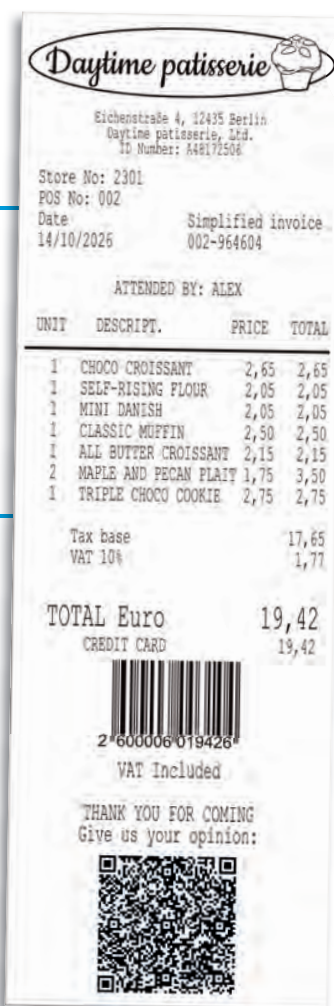 Daytime patisserie
Eichenstraße 4, 12435 Berlin
Daytime patisserie, Ltd.
ID Number: A48172506
Store No: 2301
POS No: 002
Date Simplified invoice
14/10/2026 002-964604
ATTENDED BY: ALEX
UNIT DESCRIPT. PRICE TOTAL
1 CHOCO CROISSANT 2,65 2,65
1 SELF-RISING FLOUR 2,05 2,05
1 MINI DANISH 2,05 2,05
1 CLASSIC MUFFIN 2,50 2,50
1 ALL BUTTER CROISSANT 2,15 2,15
2 MAPLE AND PECAN PLAIT 1,75 3,50
1 TRIPLE CHOCO COOKIE 2,75 2,75
Tax base 17,65
VAT 10% 1,77
TOTAL Euro 19,42
CREDIT CARD 19,42
2 600006 019426
VAT Included
THANK YOU FOR COMING
Give us your opinion: